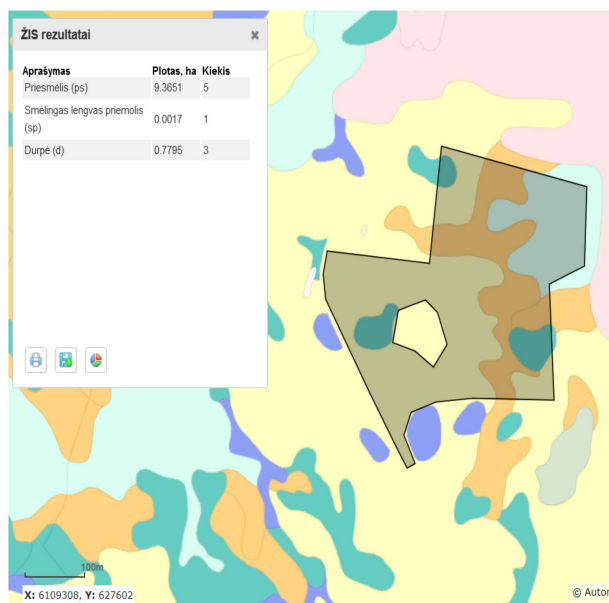 ŽIS rezultatai
Aprašymas Plotas, ha Kiekis
Priesmėlis (ps) 9.3651 5
Smėlingas lengvas priemolis
(sp) 0.0017 1
Durpė (d) 0.7795 3
100m
X: 6109308, Y: 627602
© Autor